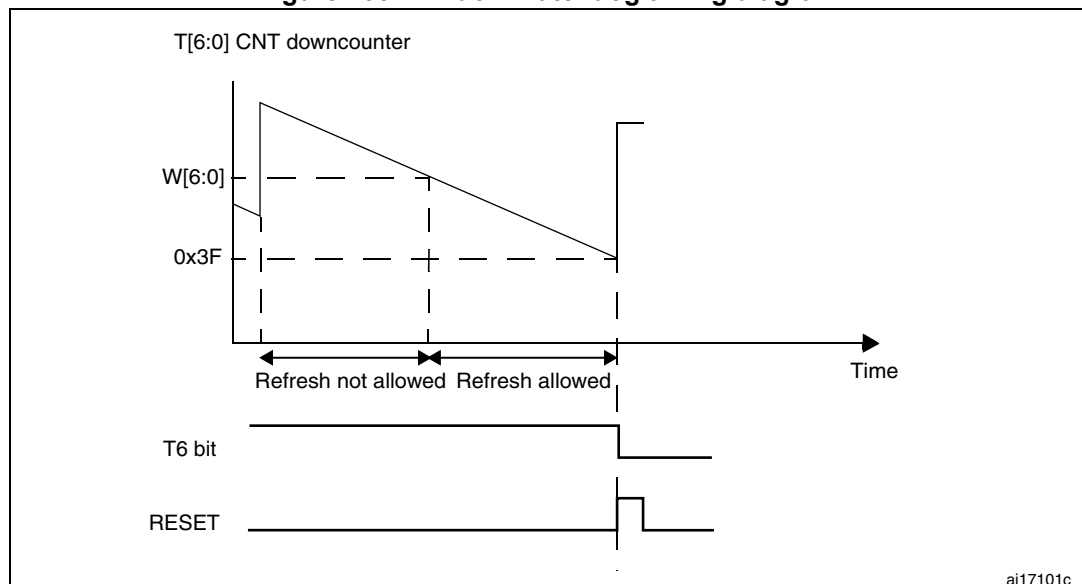 T[6:0] CNT downcounter
W[6:0]
0x3F
Refresh not allowed Refresh allowed
Time
T6 bit
RESET
ai17101c